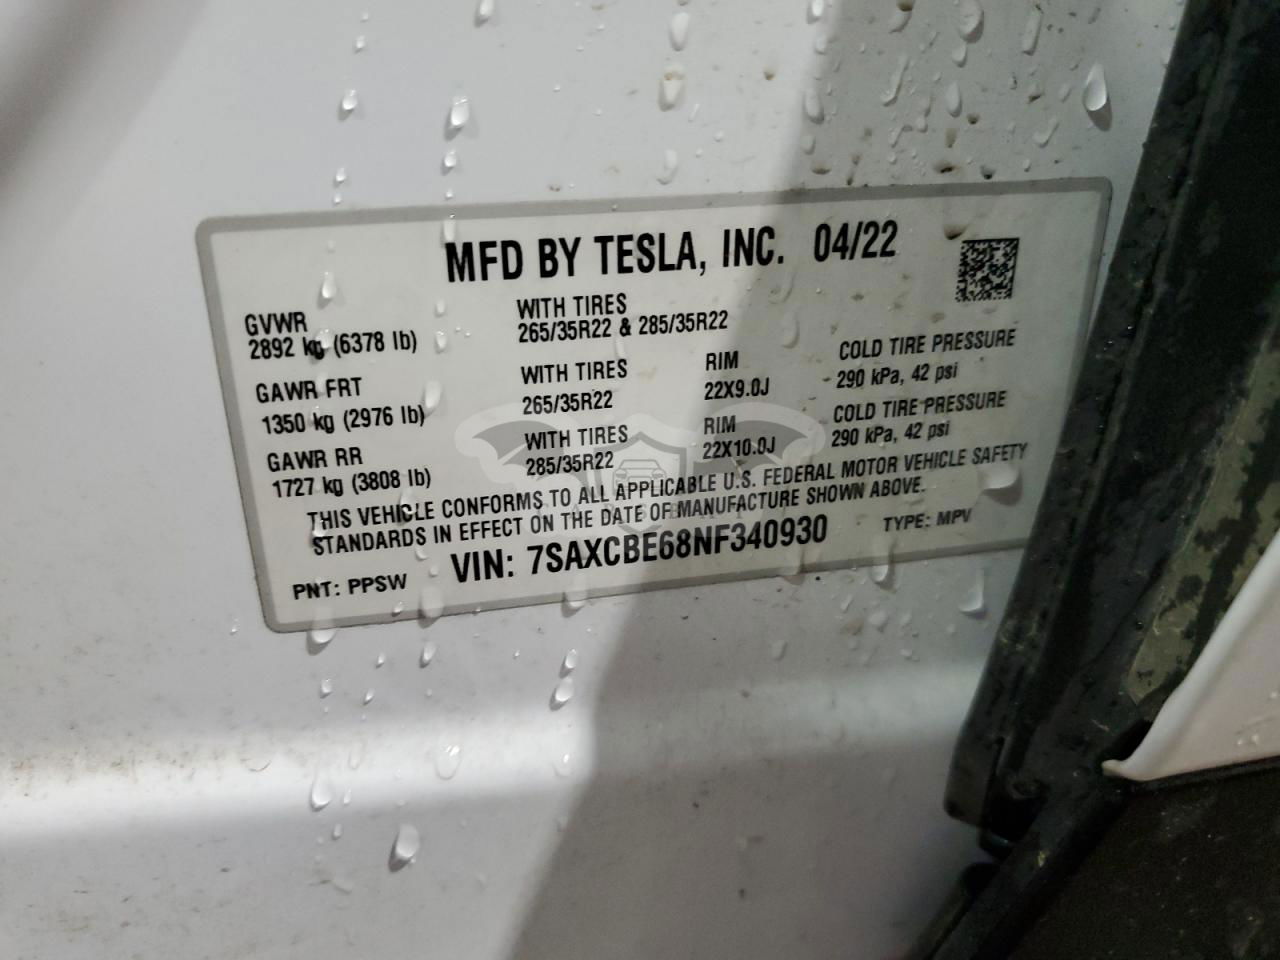 MFD BY TESLA, INC. 04/22
GVWR WITH TIRES
2892 kg (6378 lb) 265/35R22 & 285/35R22
GAWR FRT WITH TIRES RIM COLD TIRE PRESSURE
1350 kg (2976 lb) 265/35R22 22X9.0J 290 kPa, 42 psi
GAWR RR WITH TIRES RIM COLD TIRE PRESSURE
1727 kg (3808 lb) 285/35R22 22X10.0J 290 kPa, 42 psi
THIS VEHICLE CONFORMS TO ALL APPLICABLE U.S. FEDERAL MOTOR VEHICLE SAFETY
STANDARDS IN EFFECT ON THE DATE OF MANUFACTURE SHOWN ABOVE.
PNT: PPSW VIN: 7SAXCBE68NF340930 TYPE: MPV